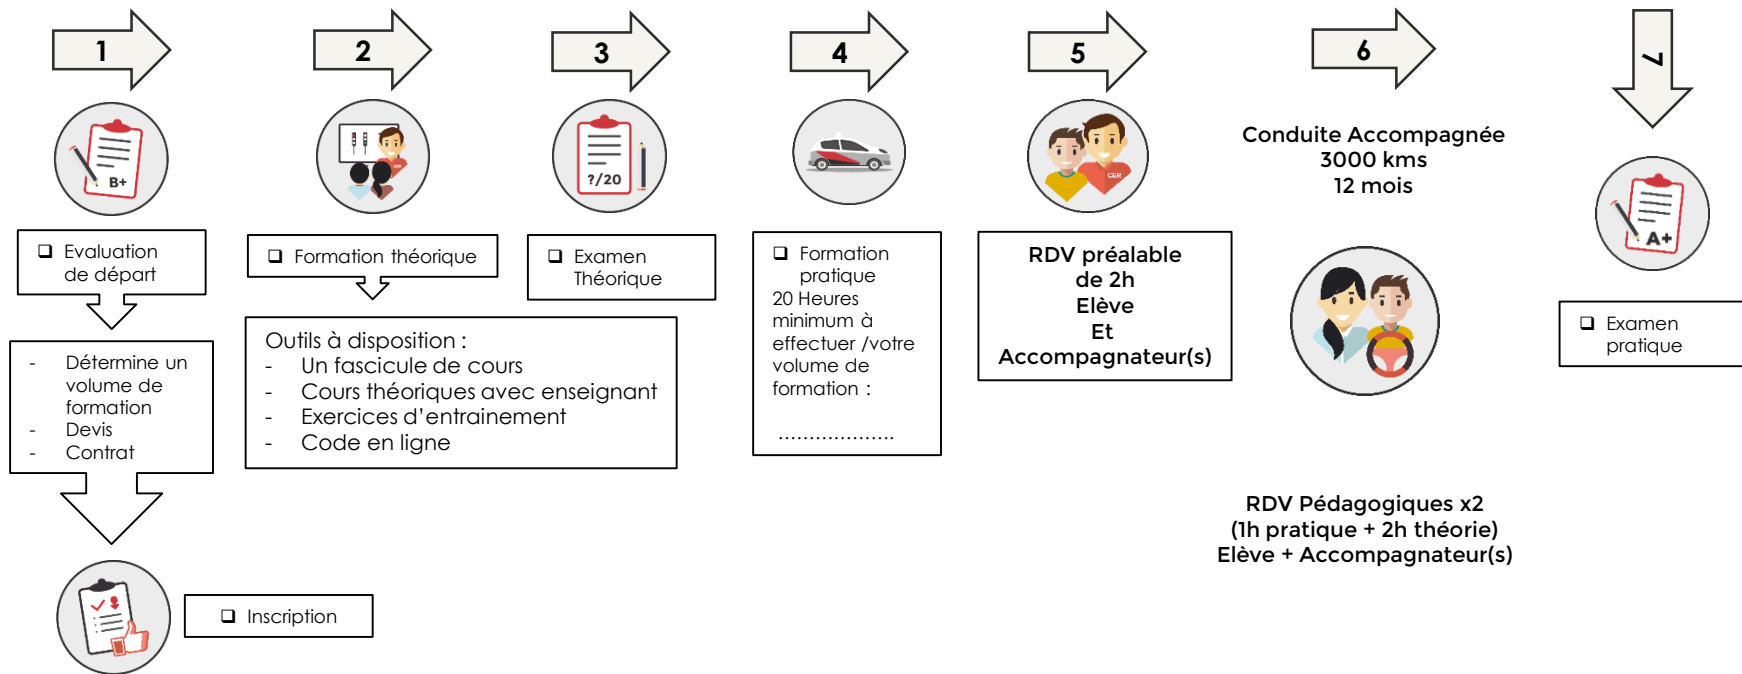 1
2
3
4
5
6
7
B+
CER
?/20
CER
A+
Conduite Accompagnée
3000 kms
12 mois
❑ Evaluation
de départ
❑ Formation théorique
❑ Examen
Théorique
❑ Formation
pratique
20 Heures
minimum à
effectuer /votre
volume de
formation :
...................
RDV préalable
de 2h
Elève
Et
Accompagnateur(s)
❑ Examen
pratique
- Détermine un
volume de
formation
- Devis
- Contrat
Outils à disposition :
- Un fascicule de cours
- Cours théoriques avec enseignant
- Exercices d’entrainement
- Code en ligne
RDV Pédagogiques x2
(1h pratique + 2h théorie)
Elève + Accompagnateur(s)
❑ Inscription